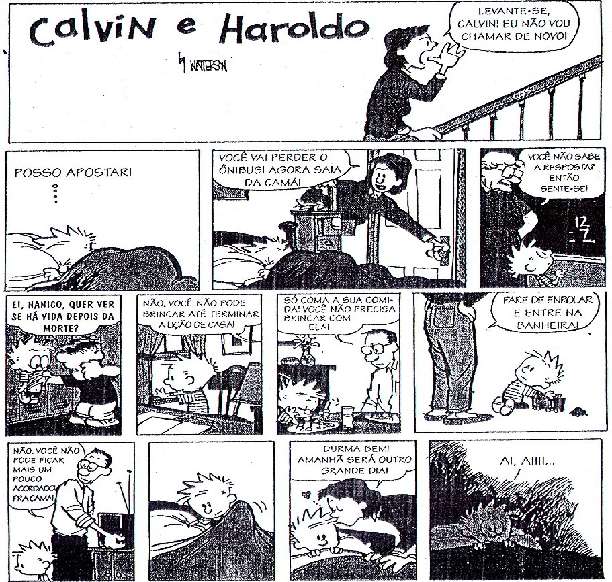 Calvin e Haroldo
WATTERSON
LEVANTE-SE,
CALVIN! EU NÃO VOU
CHAMAR DE NOVO!
POSSO APOSTAR!
VOCÊ VAI PERDER O
ÔNIBUS! AGORA SAIA
DA CAMA!
VOCÊ NÃO SABE
A RESPOSTA?
ENTÃO
SENTE-SE!
12
-7
EI, NANICO, QUER VER
SE HÁ VIDA DEPOIS DA
MORTE?
NÃO, VOCÊ NÃO PODE
BRINCAR ATÉ TERMINAR
A LIÇÃO DE CASA!
SÓ COMA A SUA COMI-
DA! VOCÊ NÃO PRECISA
BRINCAR COM
ELA!
PARE DE ENROLAR
E ENTRE NA
BANHEIRA!
NÃO, VOCÊ NÃO
PODE FICAR
MAIS UM
POUCO
ACORDADO!
PRA CAMA!
DURMA BEM!
AMANHÃ SERÁ OUTRO
GRANDE DIA!
AI, AIIII...